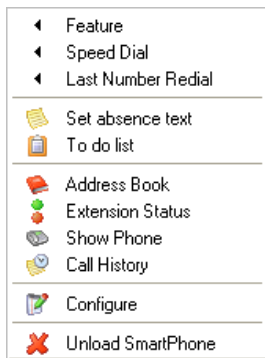 Feature
Speed Dial
Last Number Redial
Set absence text
To do list
Address Book
Extension Status
Show Phone
Call History
Configure
Unload SmartPhone